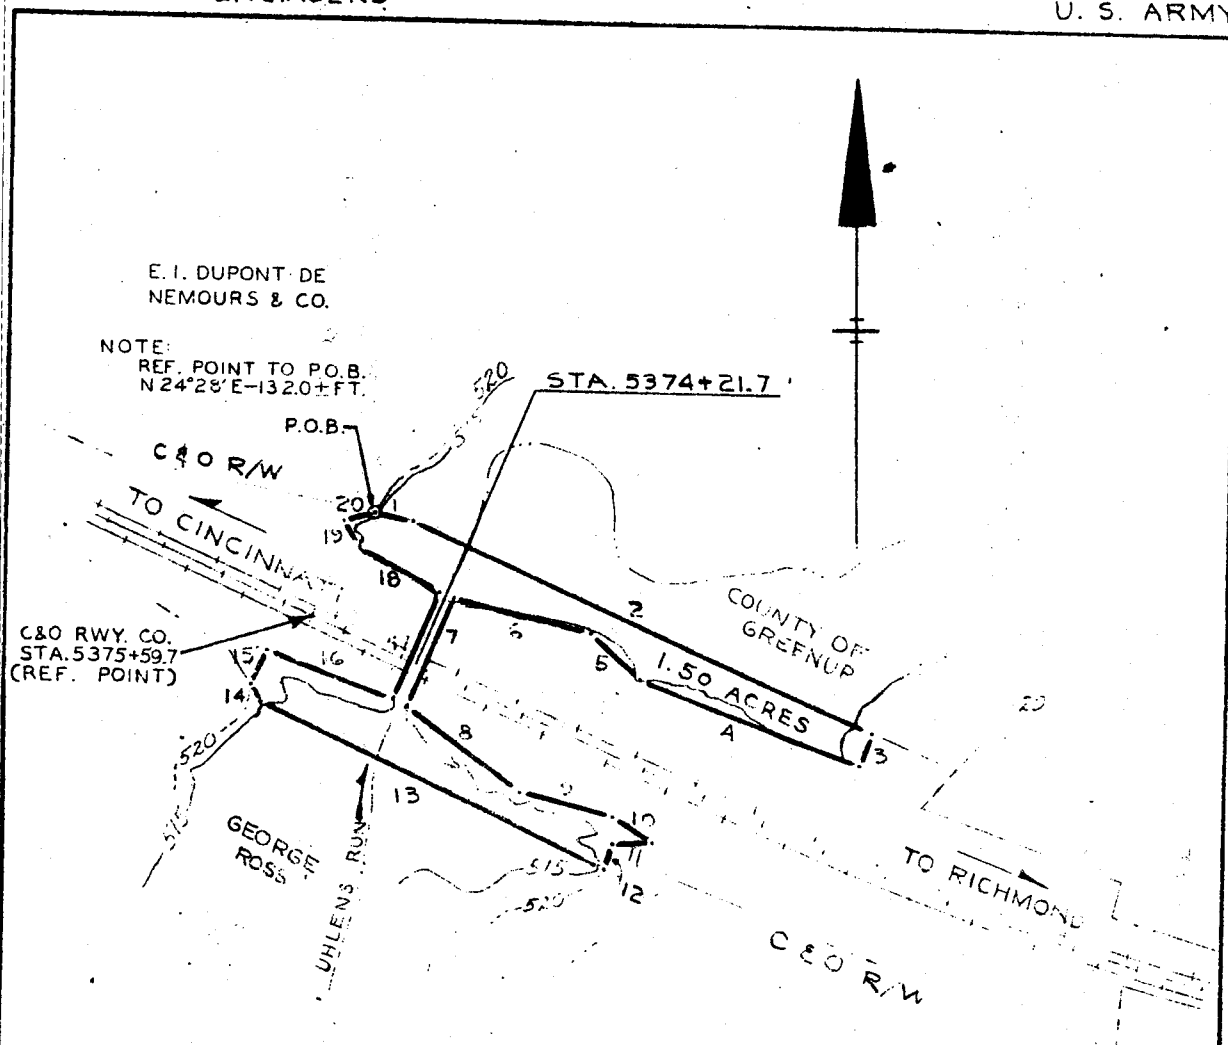 U. S. ARMY
E. I. DUPONT DE
NEMOURS & CO.
NOTE:
REF. POINT TO P.O.B.
N 24°28' E-132.0±FT.
520
STA. 5374+21.7
P.O.B.
515
C & O R/W
TO CINCINNATI
20
1
19
18
2
COUNTY OF
GREENUP
C&O RWY. CO.
STA. 5375+59.7
(REF. POINT)
7
6
5
1.50 ACRES
15
16
14
4
3
520
8
13
9
10
11
12
515
GEORGE
ROSS
UHLENS RUN
515
520
TO RICHMOND
C & O R/W